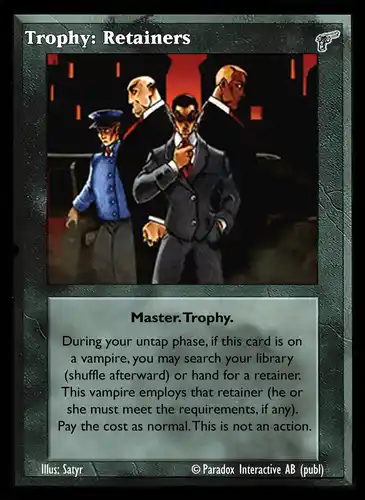 Trophy: Retainers
Master. Trophy.
During your untap phase, if this card is on
a vampire, you may search your library
(shuffle afterward) or hand for a retainer.
This vampire employs that retainer (he or
she must meet the requirements, if any).
Pay the cost as normal. This is not an action.
Illus: Satyr © Paradox Interactive AB (publ)